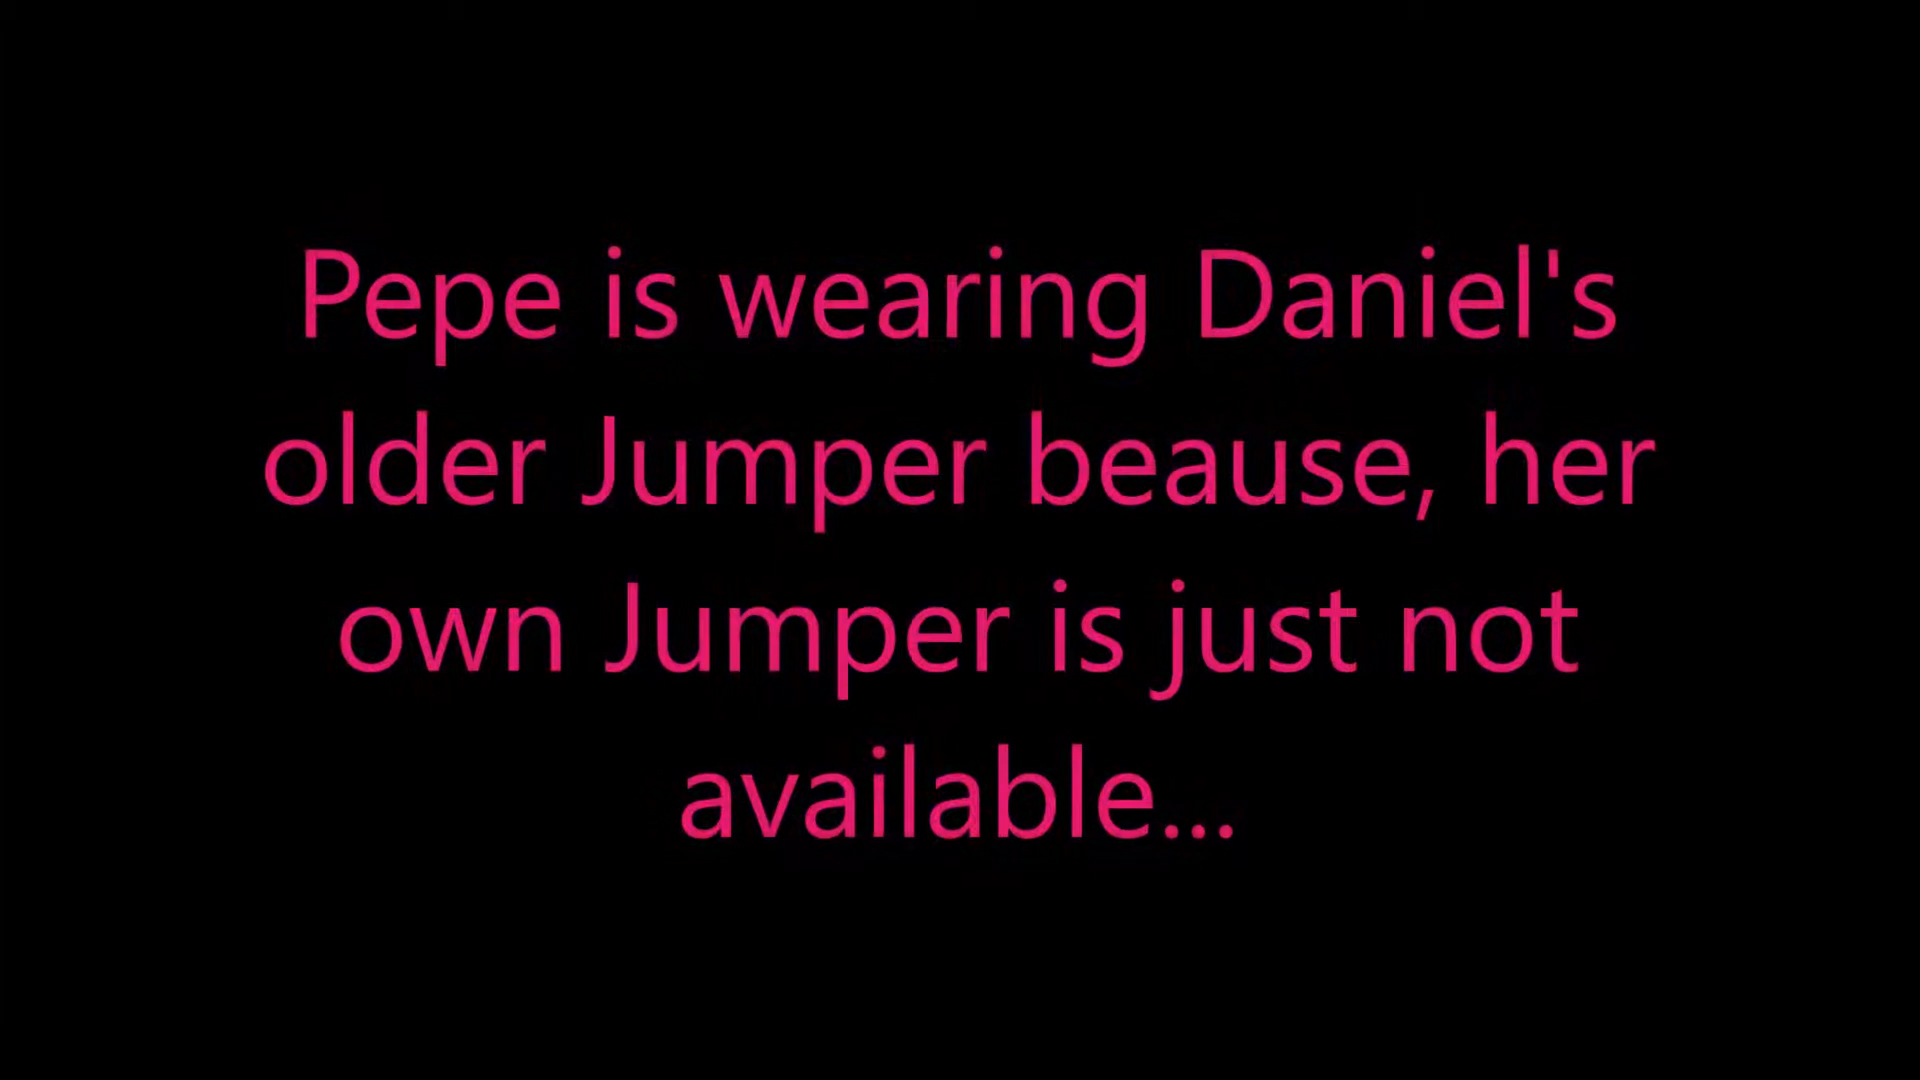 Pepe is wearing Daniel's
older Jumper beause, her
own Jumper is just not
available...